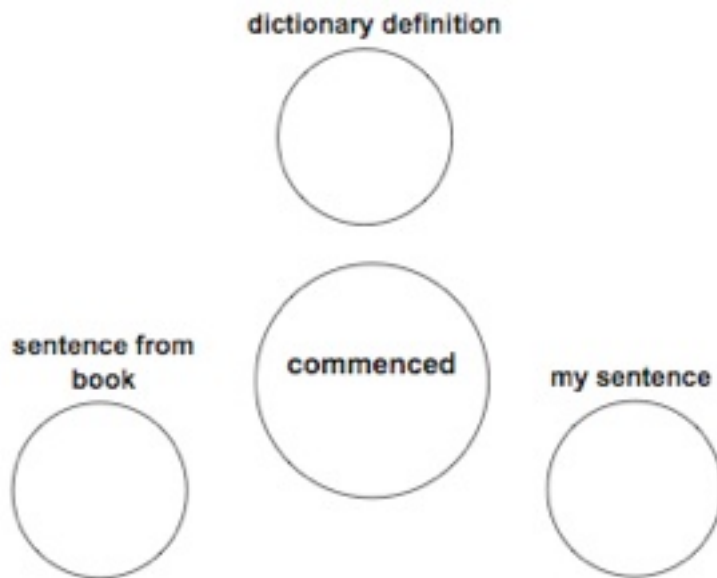 dictionary definition
sentence from
book
commenced
my sentence